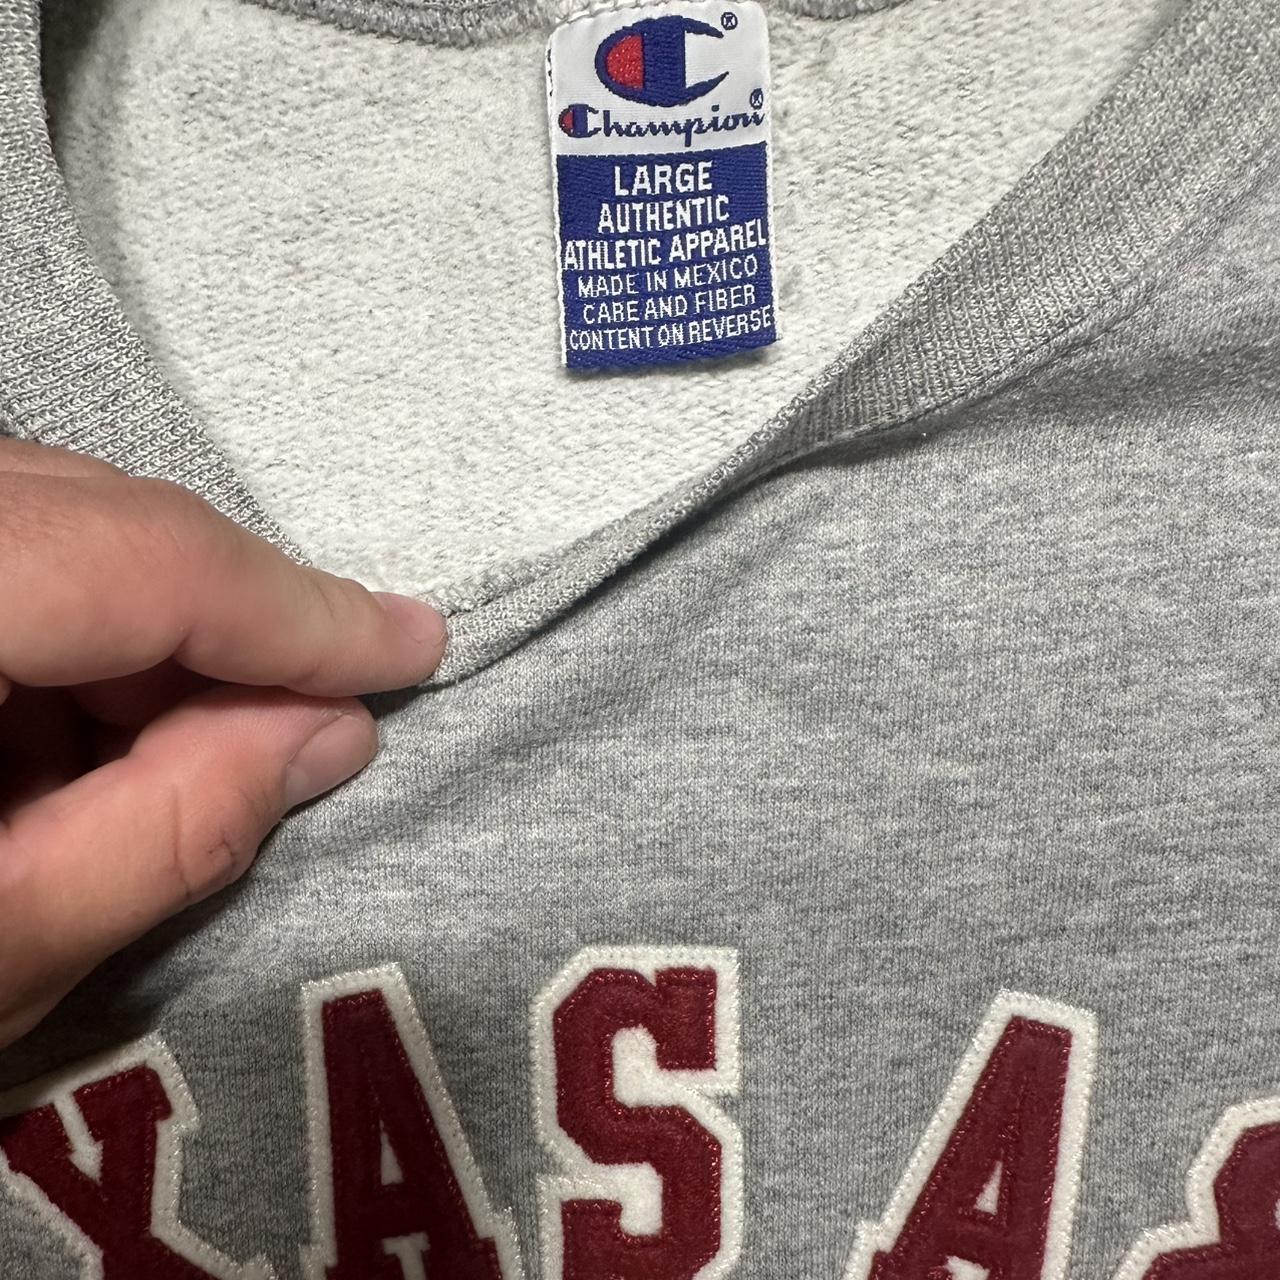 C®
Champion®
LARGE
AUTHENTIC
ATHLETIC APPAREL
MADE IN MEXICO
CARE AND FIBER
CONTENT ON REVERSE
XAS A